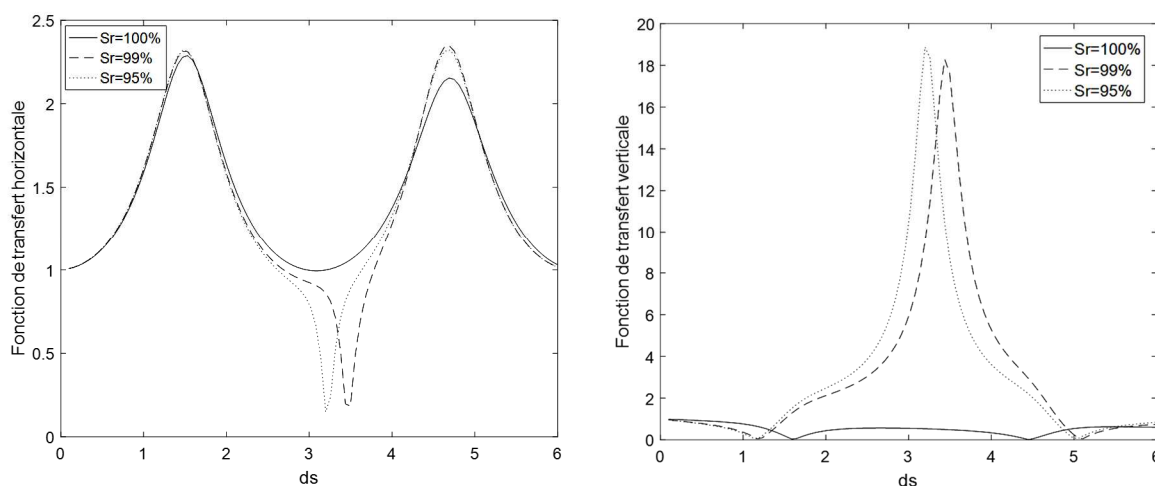 Fonction de transfert horizontale
2.5
2
1.5
1
0.5
0
0 1 2 3 4 5 6
ds
Sr=100%
Sr=99%
Sr=95%
Fonction de transfert verticale
20
18
16
14
12
10
8
6
4
2
0
0 1 2 3 4 5 6
ds
Sr=100%
Sr=99%
Sr=95%